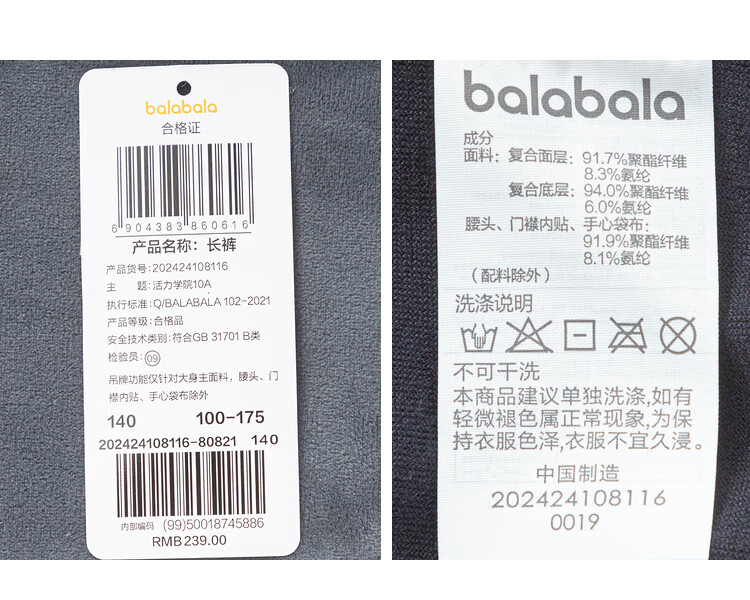 balabala
合格证
6 904383 860616
产品名称：长裤
产品货号：202424108116
主 题：活力学院10A
执行标准：Q/BALABALA 102-2021
产品等级：合格品
安全技术类别：符合GB 31701 B类
检验员：09
吊牌功能仅针对大身主面料，腰头、门
襟内贴、手心袋布除外
140 100-175
202424108116-80821 140
内部编码 (99)50018745886
RMB239.00
balabala
成分
面料：复合面层：91.7%聚酯纤维
8.3%氨纶
复合底层：94.0%聚酯纤维
6.0%氨纶
腰头、门襟内贴、手心袋布：
91.9%聚酯纤维
8.1%氨纶
（配料除外）
洗涤说明
不可干洗
本商品建议单独洗涤,如有
轻微褪色属正常现象,为保
持衣服色泽,衣服不宜久浸。
中国制造
202424108116
0019